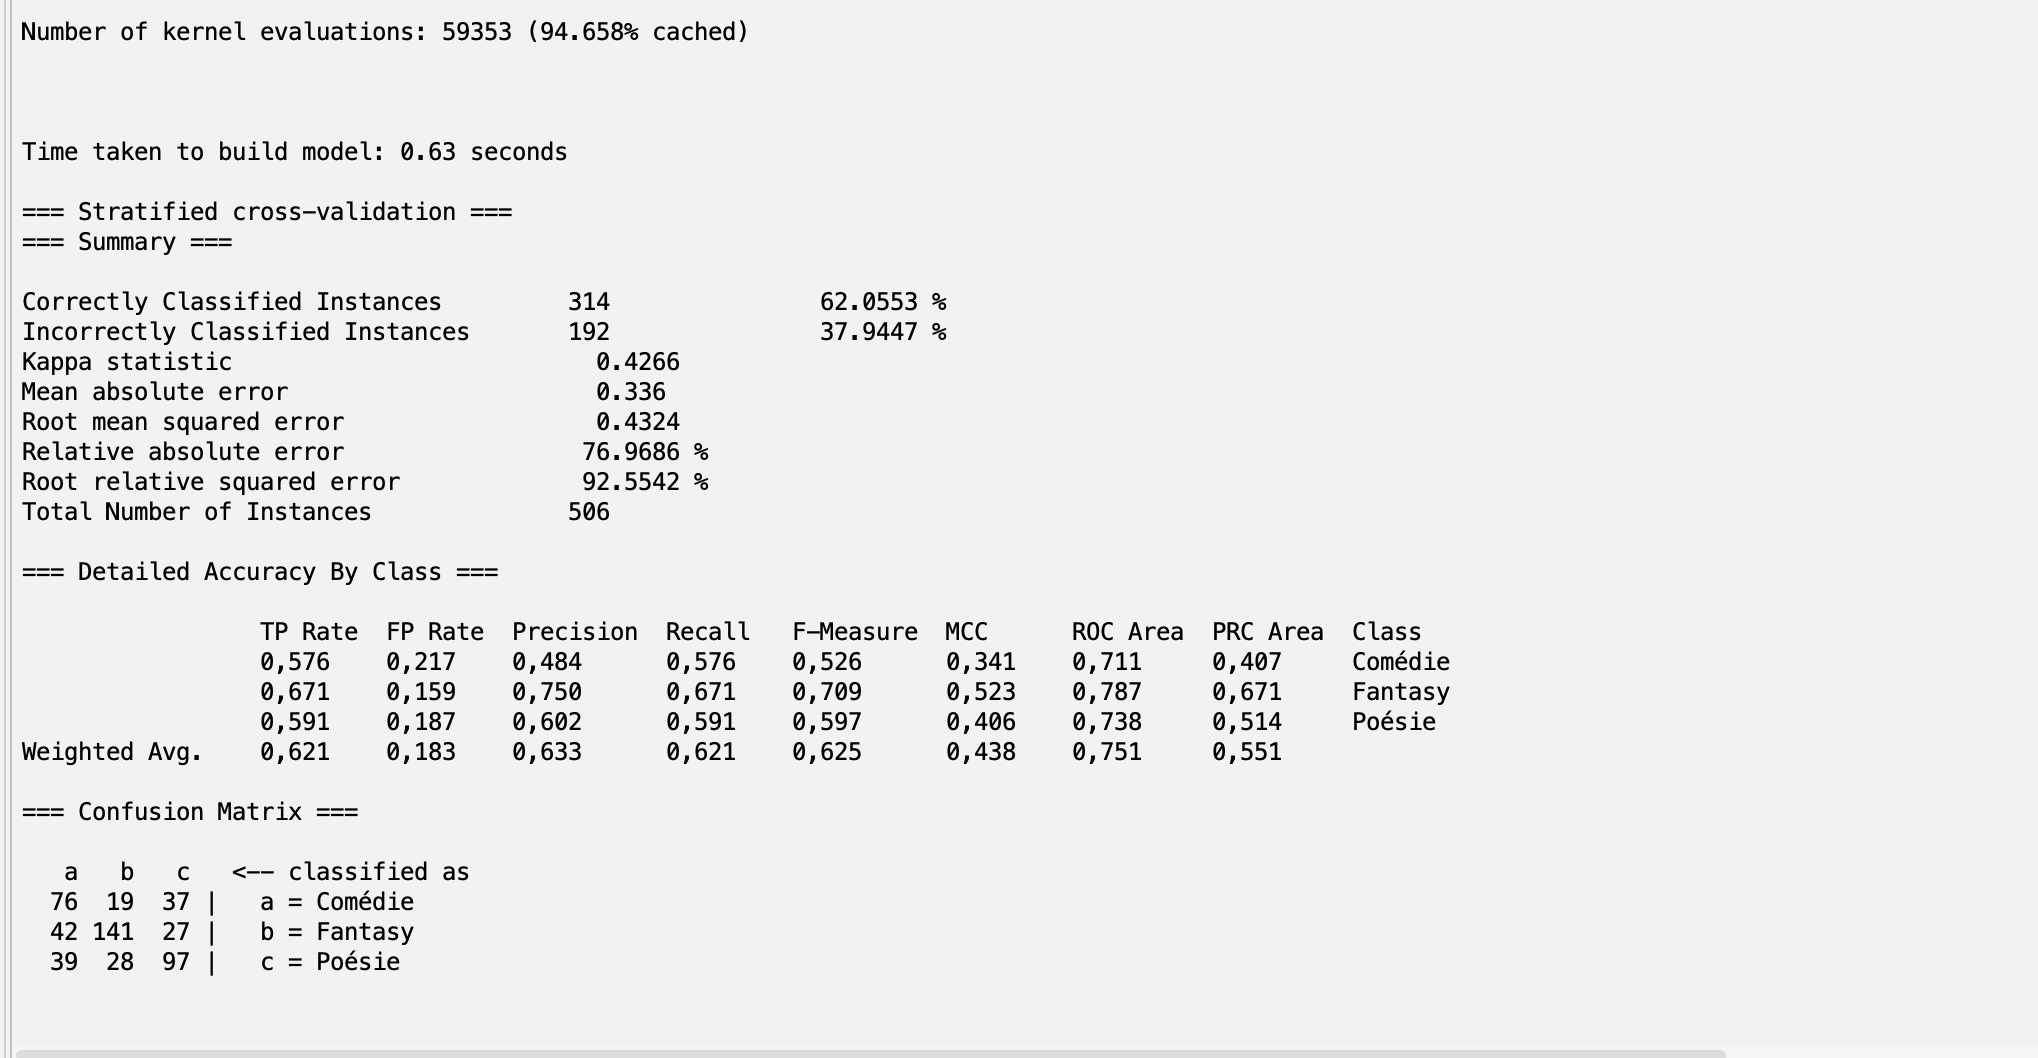 Number of kernel evaluations: 59353 (94.658% cached)
Time taken to build model: 0.63 seconds
=== Stratified cross-validation ===
=== Summary ===
Correctly Classified Instances         314               62.0553 %
Incorrectly Classified Instances       192               37.9447 %
Kappa statistic                          0.4266
Mean absolute error                      0.336
Root mean squared error                  0.4324
Relative absolute error                 76.9686 %
Root relative squared error             92.5542 %
Total Number of Instances              506
=== Detailed Accuracy By Class ===
                 TP Rate  FP Rate  Precision  Recall   F-Measure  MCC      ROC Area  PRC Area  Class
                 0,576    0,217    0,484      0,576    0,526      0,341    0,711     0,407     Comédie
                 0,671    0,159    0,750      0,671    0,709      0,523    0,787     0,671     Fantasy
                 0,591    0,187    0,602      0,591    0,597      0,406    0,738     0,514     Poésie
Weighted Avg.    0,621    0,183    0,633      0,621    0,625      0,438    0,751     0,551
=== Confusion Matrix ===
   a   b   c   <-- classified as
  76  19  37 |   a = Comédie
  42 141  27 |   b = Fantasy
  39  28  97 |   c = Poésie